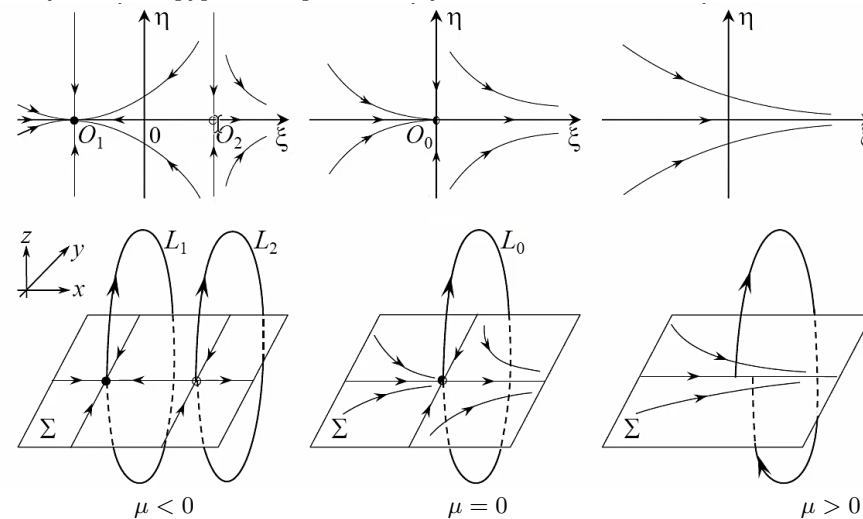 η η η
O₁ 0 O₂ ξ O₀ ξ ξ
z y x L₁ L₂ L₀
Σ Σ Σ
μ < 0 μ = 0 μ > 0